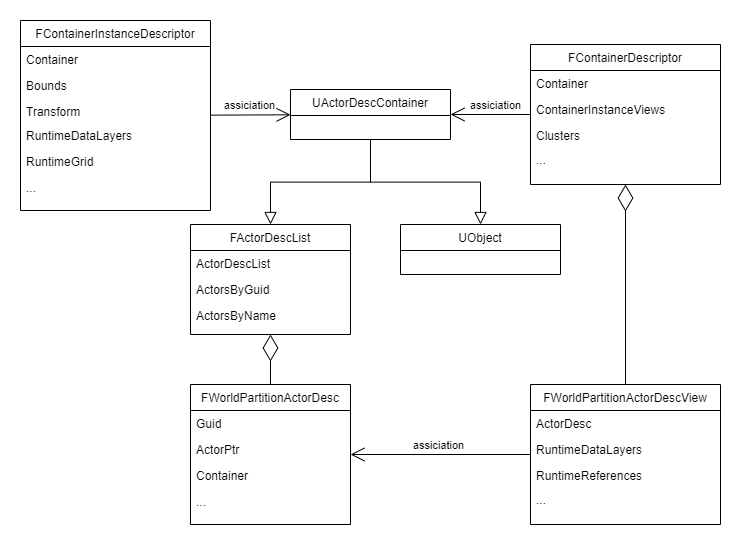 FContainerInstanceDescriptor
Container
Bounds
Transform
RuntimeDataLayers
RuntimeGrid
...
assiciation
UActorDescContainer
assiciation
FContainerDescriptor
Container
ContainerInstanceViews
Clusters
...
FActorDescList
ActorDescList
ActorsByGuid
ActorsByName
UObject
FWorldPartitionActorDesc
Guid
ActorPtr
Container
...
assiciation
FWorldPartitionActorDescView
ActorDesc
RuntimeDataLayers
RuntimeReferences
...